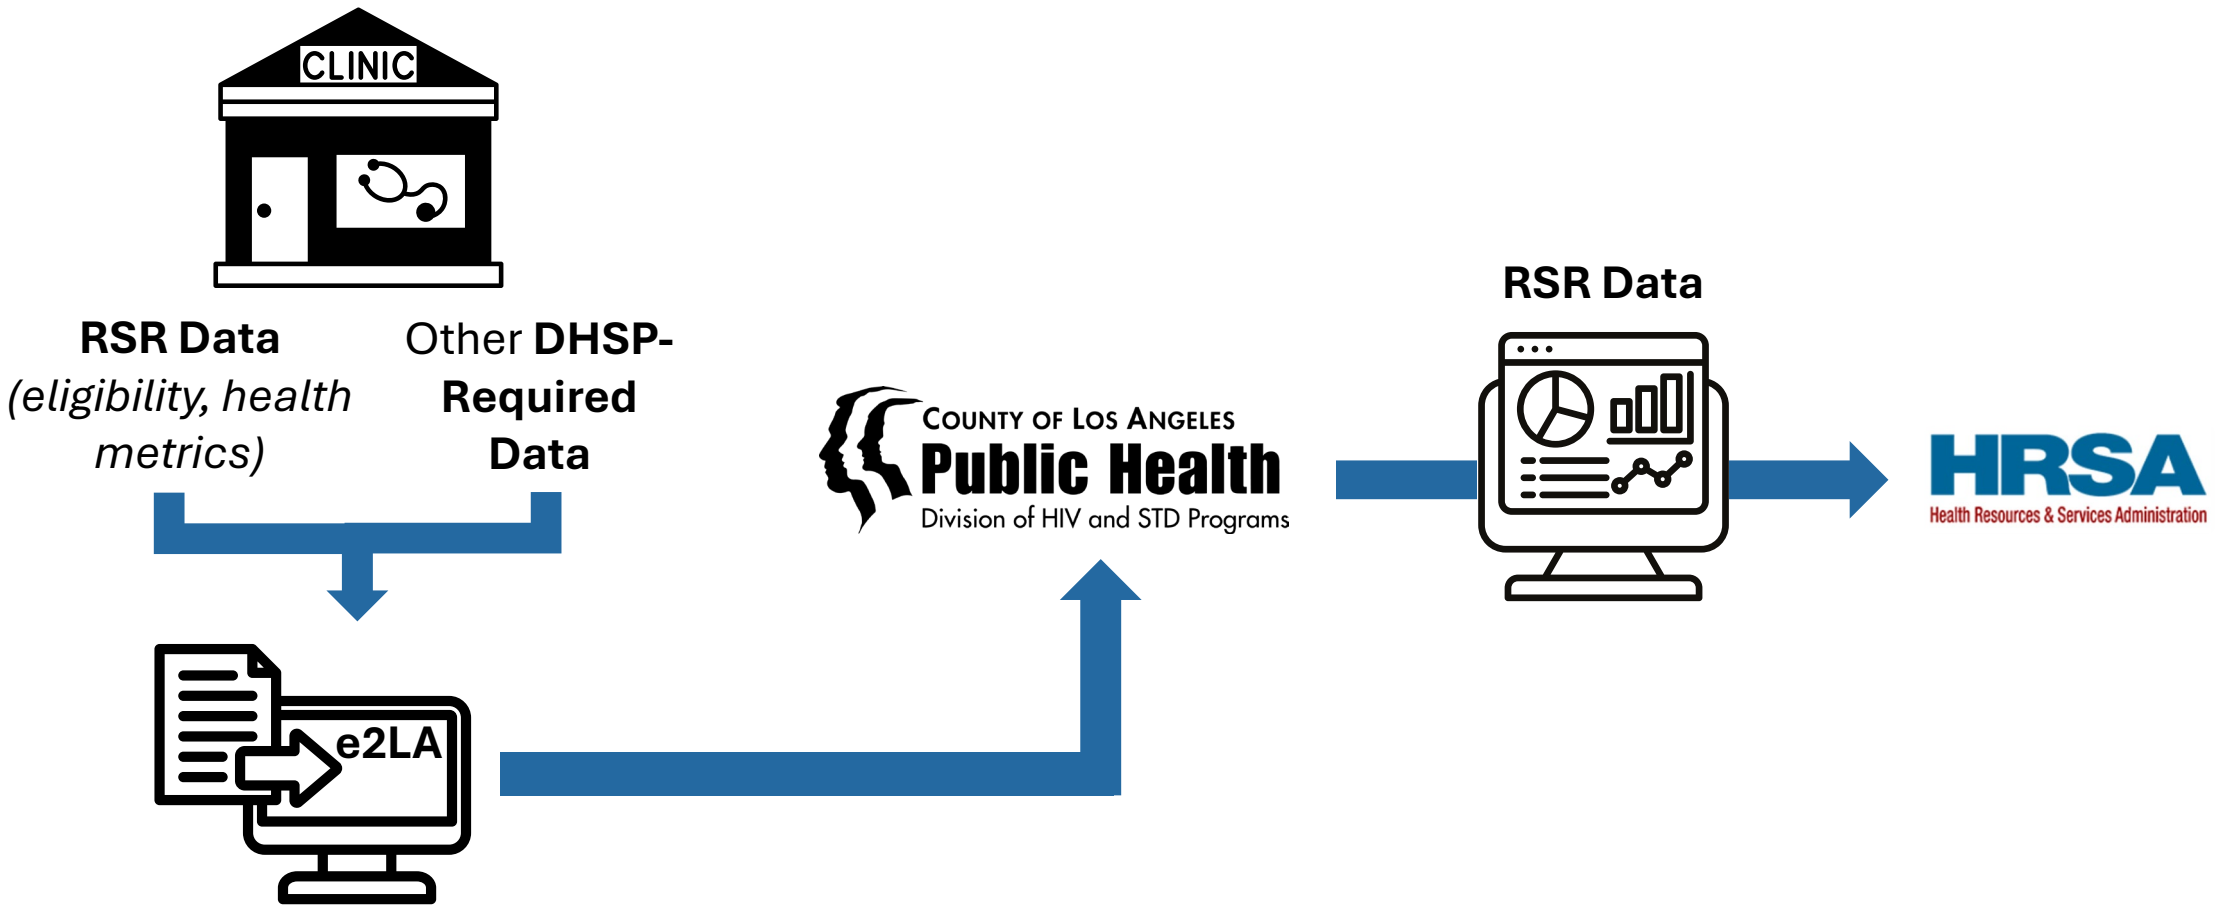 CLINIC
RSR Data
(eligibility, health
metrics)
Other DHSP-
Required
Data
e2LA
COUNTY OF LOS ANGELES
Public Health
Division of HIV and STD Programs
RSR Data
HRSA
Health Resources & Services Administration